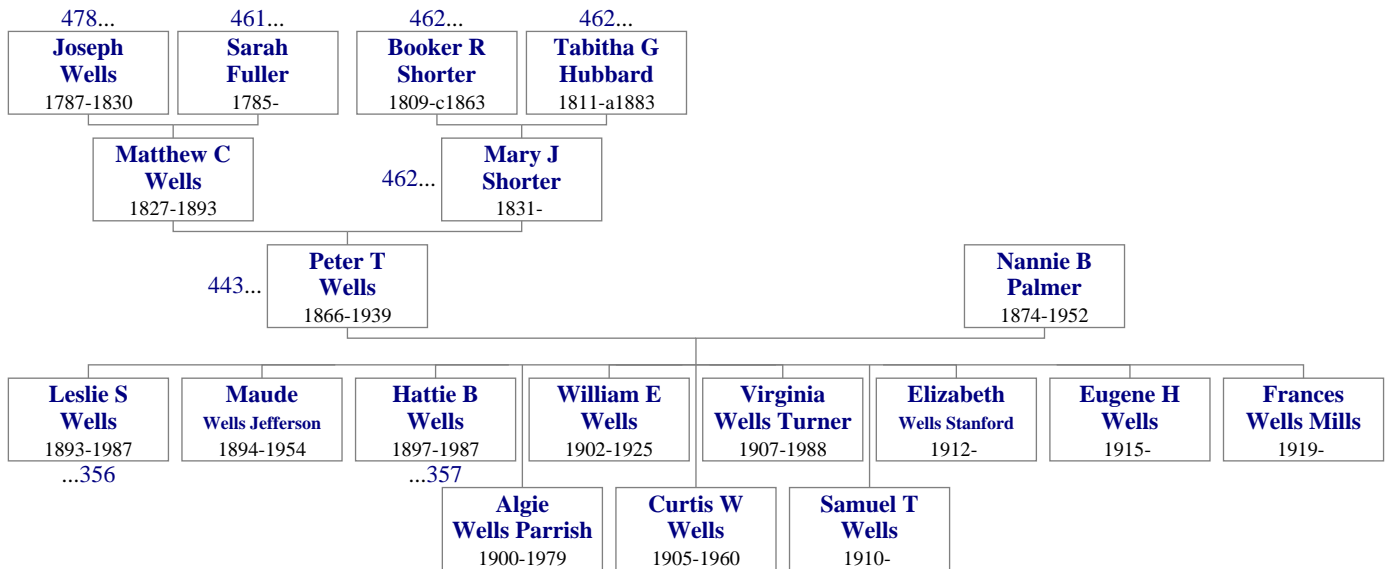 478...
461...
462...
462...
Joseph
Wells
1787-1830
Sarah
Fuller
1785-
Booker R
Shorter
1809-c1863
Tabitha G
Hubbard
1811-a1883
Matthew C
Wells
1827-1893
462...
Mary J
Shorter
1831-
443...
Peter T
Wells
1866-1939
Nannie B
Palmer
1874-1952
Leslie S
Wells
1893-1987
...356
Maude
Wells Jefferson
1894-1954
Hattie B
Wells
1897-1987
...357
William E
Wells
1902-1925
Virginia
Wells Turner
1907-1988
Elizabeth
Wells Stanford
1912-
Eugene H
Wells
1915-
Frances
Wells Mills
1919-
Algie
Wells Parrish
1900-1979
Curtis W
Wells
1905-1960
Samuel T
Wells
1910-